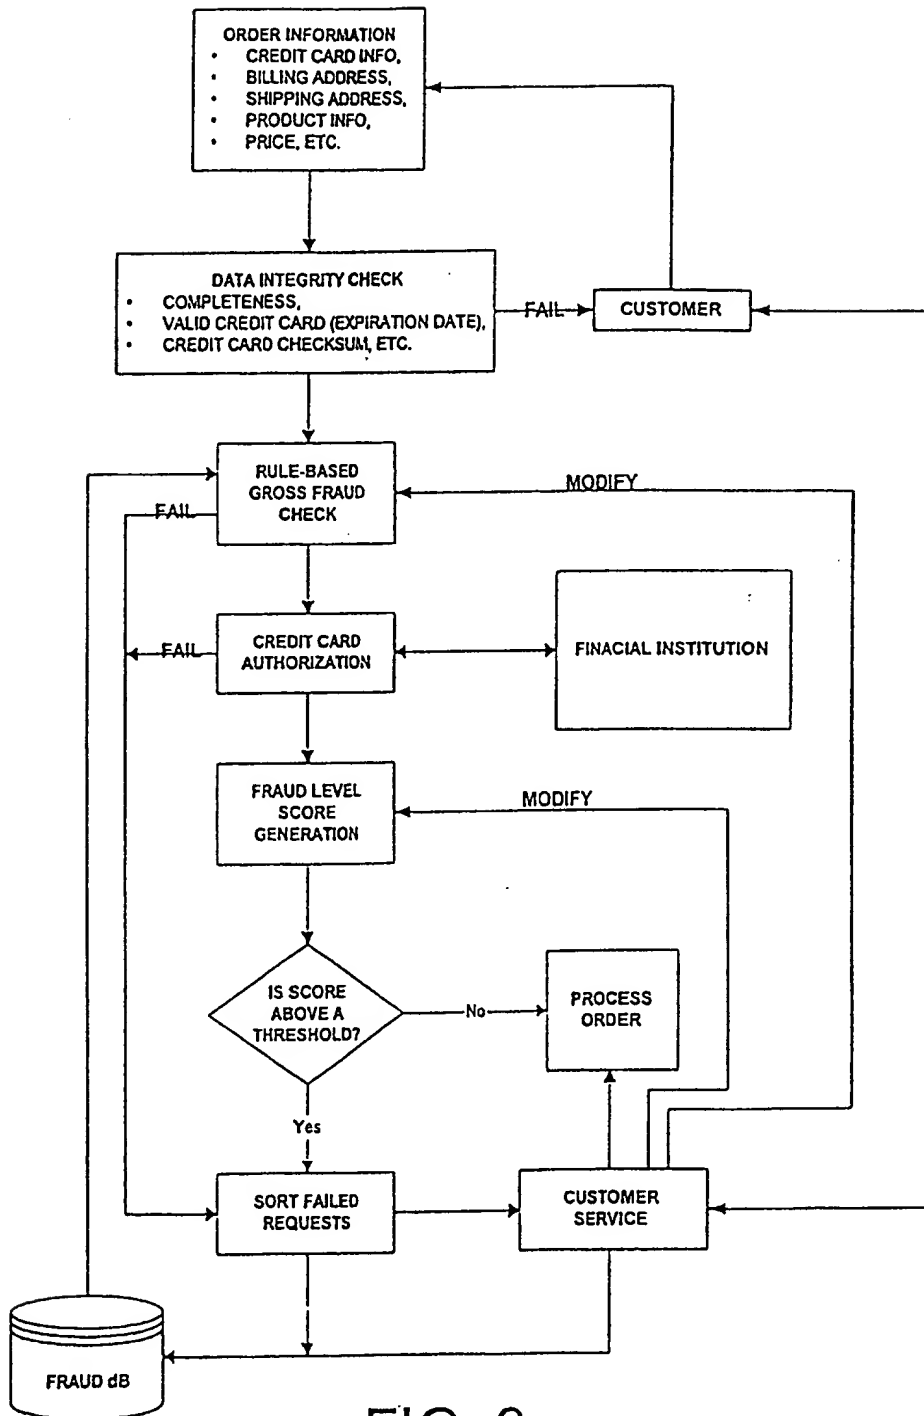 ORDER INFORMATION
• CREDIT CARD INFO,
• BILLING ADDRESS,
• SHIPPING ADDRESS,
• PRODUCT INFO,
• PRICE, ETC.
DATA INTEGRITY CHECK
• COMPLETENESS,
• VALID CREDIT CARD (EXPIRATION DATE),
• CREDIT CARD CHECKSUM, ETC.
FAIL
CUSTOMER
RULE-BASED
GROSS FRAUD
CHECK
MODIFY
FAIL
CREDIT CARD
AUTHORIZATION
FAIL
FINACIAL INSTITUTION
FRAUD LEVEL
SCORE
GENERATION
MODIFY
IS SCORE
ABOVE A
THRESHOLD?
No
PROCESS
ORDER
Yes
SORT FAILED
REQUESTS
CUSTOMER
SERVICE
FRAUD dB
FIG.